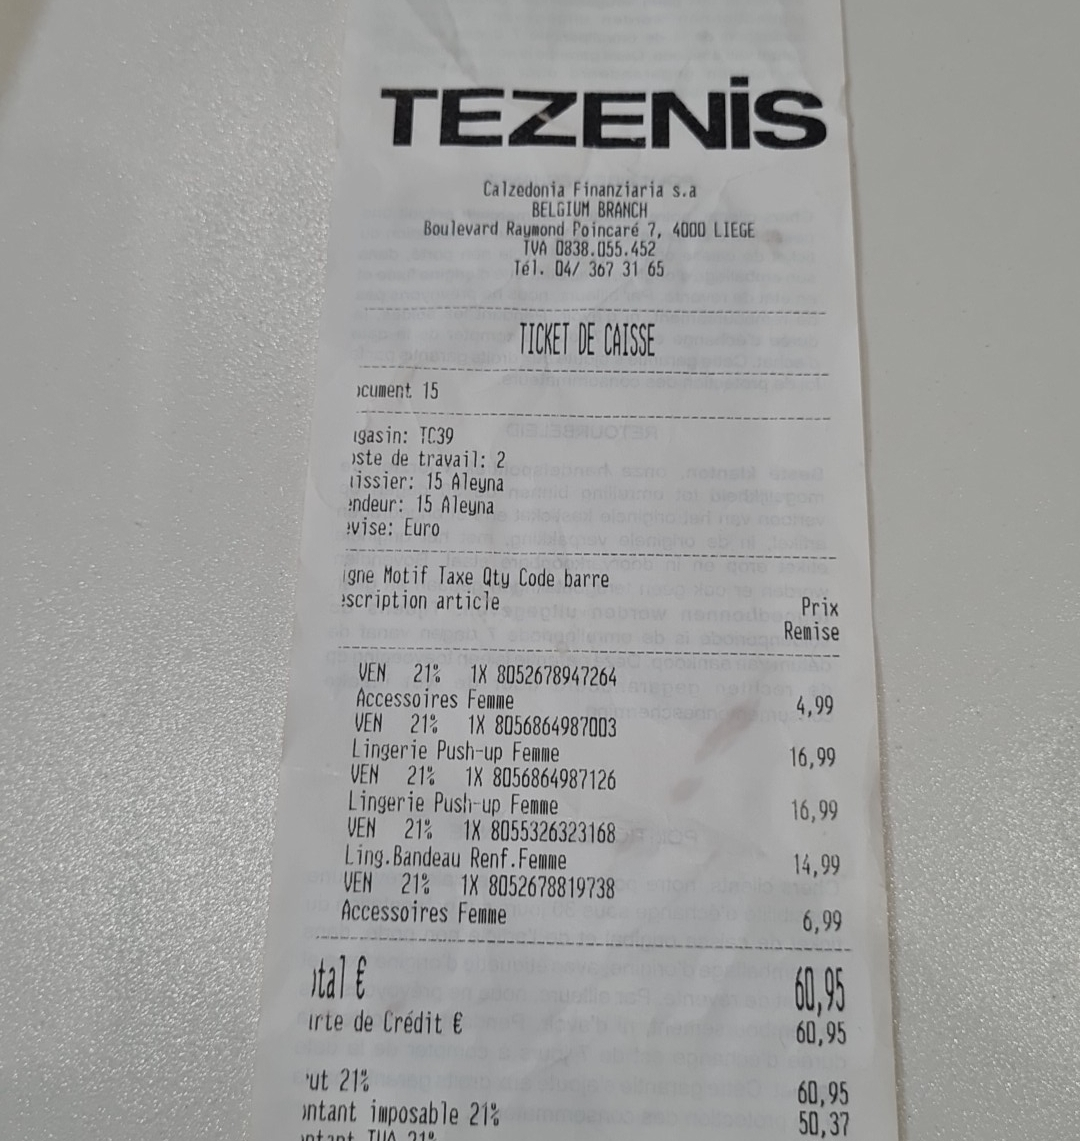 TEZENİS
Calzedonia Finanziaria s.a
BELGIUM BRANCH
Boulevard Raymond Poincaré 7, 4000 LIEGE
TVA 0838.055.452
Tél. 04/ 367 31 65
TICKET DE CAISSE
ocument 15
agasin: TC39
oste de travail: 2
aissier: 15 Aleyna
endeur: 15 Aleyna
evise: Euro
igne Motif Taxe Qty Code barre
escription article Prix
Remise
VEN 21% 1X 8052678947264
Accessoires Femme 4,99
VEN 21% 1X 8056864987003
Lingerie Push-up Femme 16,99
VEN 21% 1X 8056864987126
Lingerie Push-up Femme 16,99
VEN 21% 1X 8055326323168
Ling.Bandeau Renf.Femme 14,99
VEN 21% 1X 8052678819738
Accessoires Femme 6,99
otal € 60,95
arte de Crédit € 60,95
rut 21% 60,95
ontant imposable 21% 50,37
ontant TVA 21%